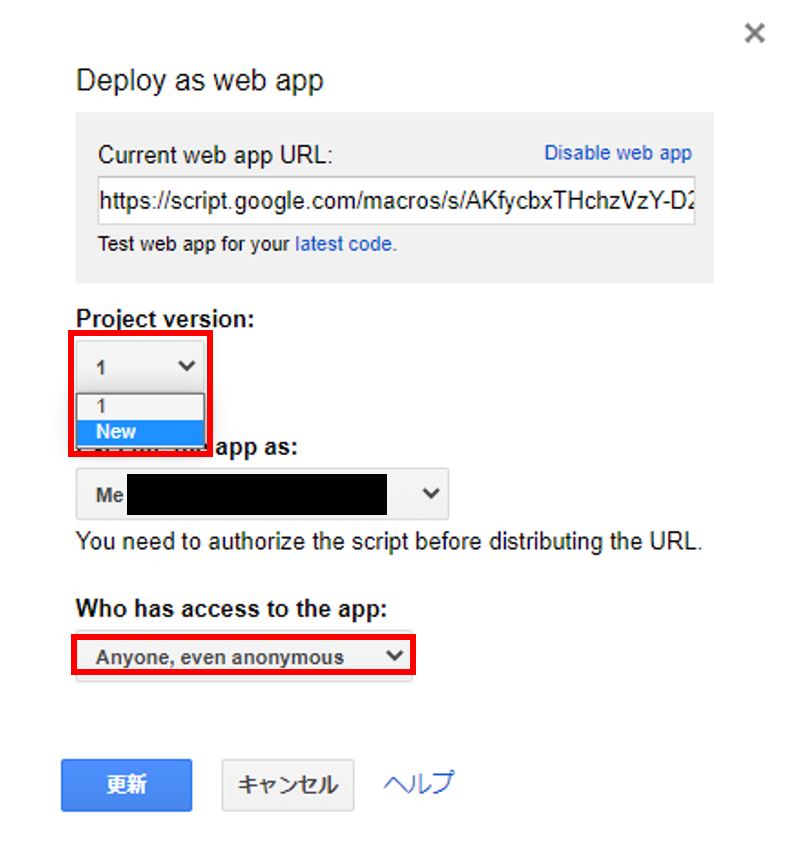 Deploy as web app
Current web app URL:
Disable web app
https://script.google.com/macros/s/AKfycbxTHchzVzY-D2
Test web app for your latest code.
Project version:
1
1
New
app as:
Me
You need to authorize the script before distributing the URL.
Who has access to the app:
Anyone, even anonymous
更新
キャンセル
ヘルプ